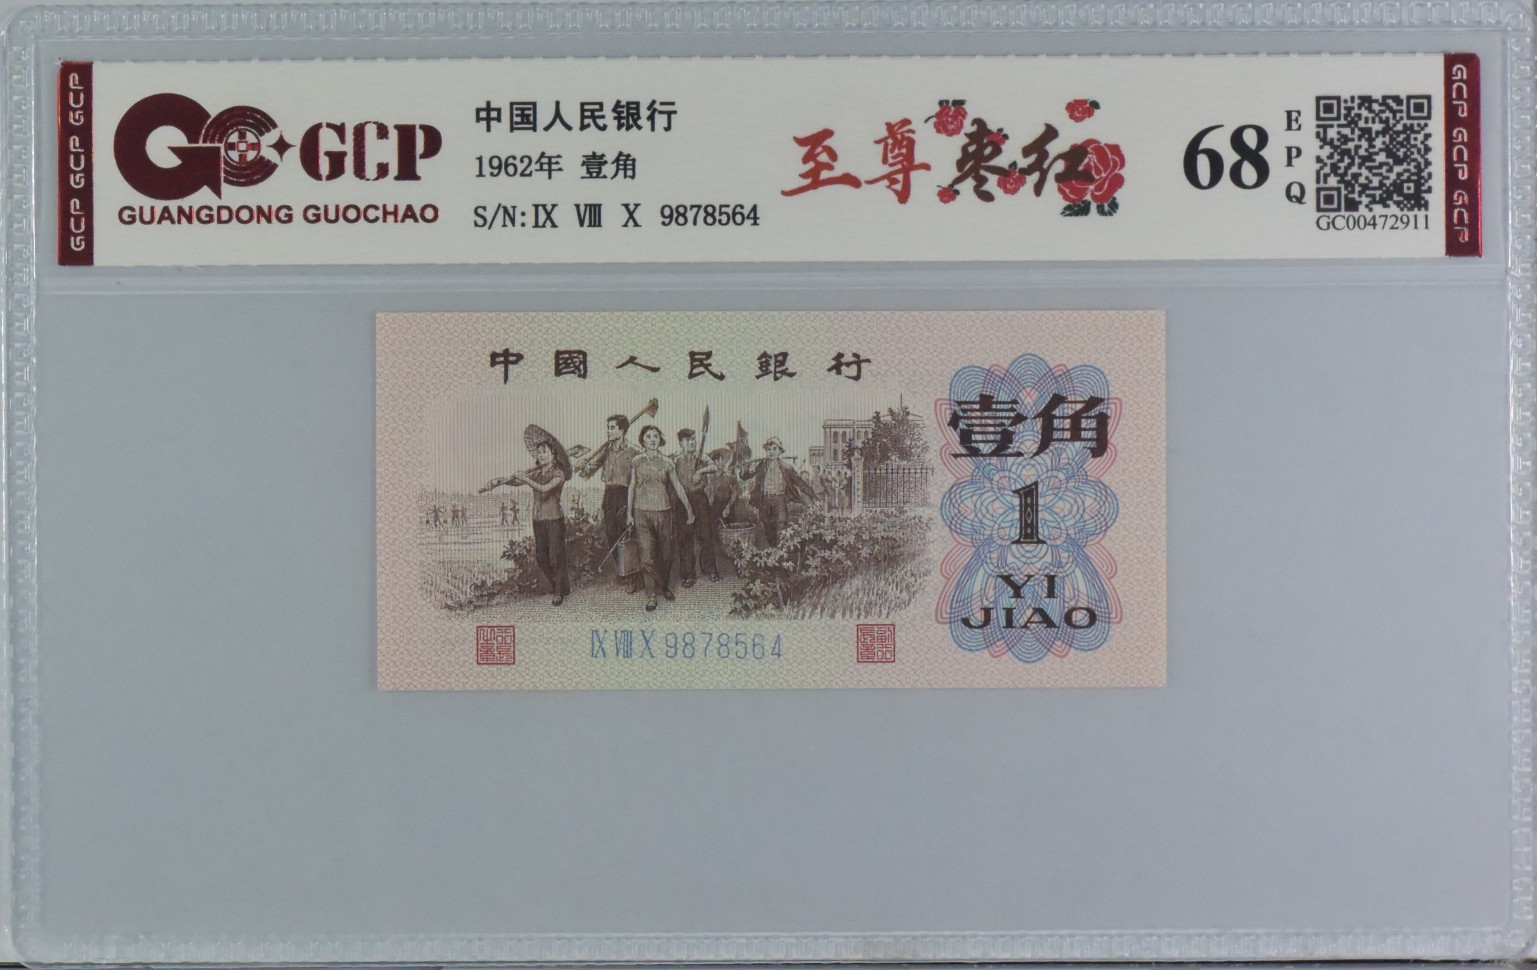 GCP GCP GCP
GCP
GUANGDONG GUOCHAO
中国人民银行
1962年 壹角
S/N:Ⅸ Ⅷ Ⅹ 9878564
至尊枣红
68
EPQ
GC00472911
GCP GCP GCP
中國人民銀行
壹角
1
YI
JIAO
Ⅸ Ⅷ Ⅹ 9878564